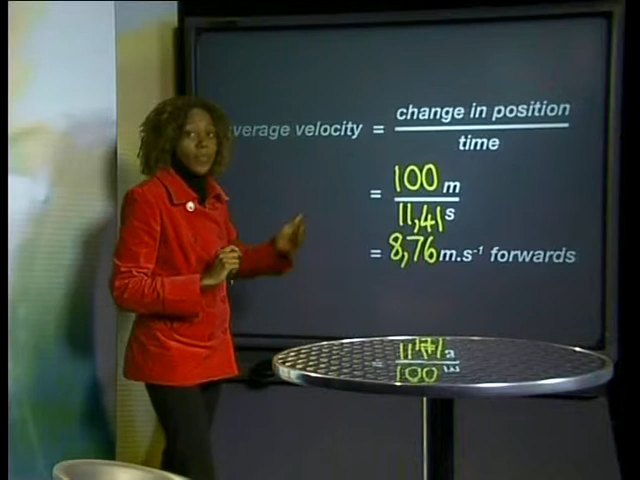 average velocity = change in position
time
= 100 m
11,41 s
= 8,76 m.s-1 forwards